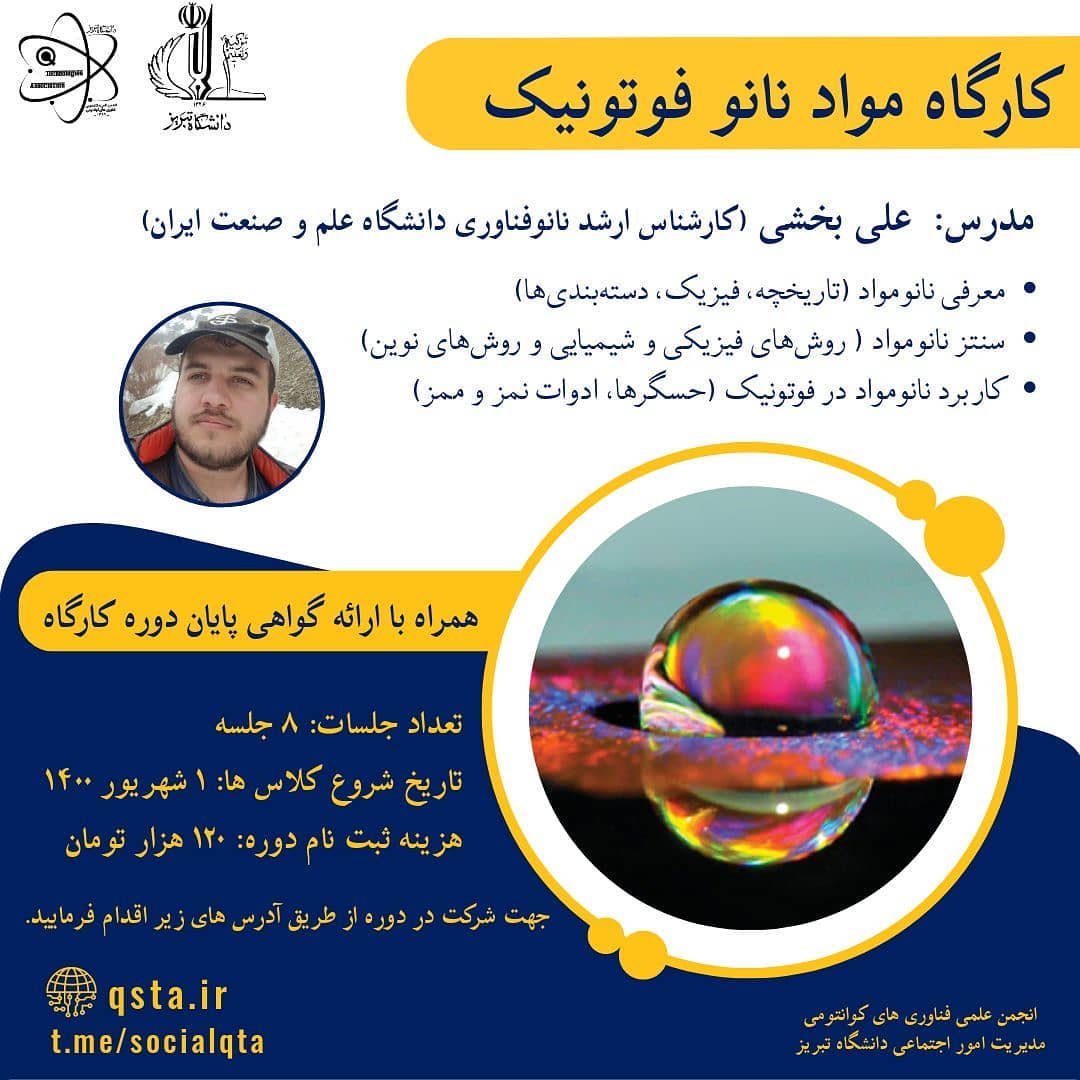 کارگاه مواد نانو فوتونیک
دانشگاه تبریز
۱۳۲۶
Technologies
Association
مدرس: علی بخشی (کارشناس ارشد نانوفناوری دانشگاه علم و صنعت ایران)
• معرفی نانومواد (تاریخچه، فیزیک، دسته‌بندی‌ها)
• سنتز نانومواد ( روش‌های فیزیکی و شیمیایی و روش‌های نوین)
• کاربرد نانومواد در فوتونیک (حسگرها، ادوات نمز و ممز)
همراه با ارائه گواهی پایان دوره کارگاه
تعداد جلسات: ۸ جلسه
تاریخ شروع کلاس ها: ۱ شهریور ۱۴۰۰
هزینه ثبت نام دوره: ۱۲۰ هزار تومان
جهت شرکت در دوره از طریق آدرس های زیر اقدام فرمایید.
qsta.ir
t.me/socialqta
انجمن علمی فناوری های کوانتومی
مدیریت امور اجتماعی دانشگاه تبریز